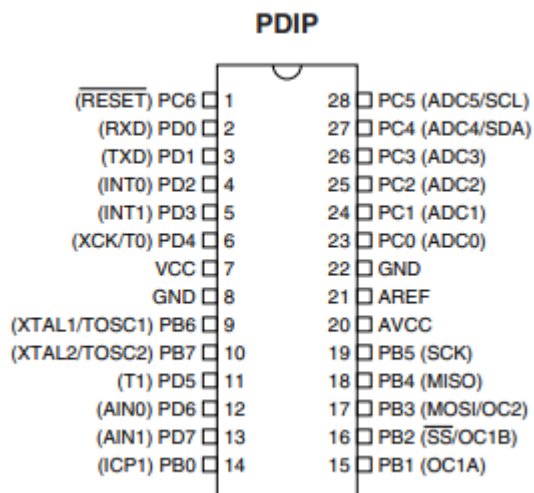 PDIP
(RESET) PC6 1 28 PC5 (ADC5/SCL)
(RXD) PD0 2 27 PC4 (ADC4/SDA)
(TXD) PD1 3 26 PC3 (ADC3)
(INT0) PD2 4 25 PC2 (ADC2)
(INT1) PD3 5 24 PC1 (ADC1)
(XCK/T0) PD4 6 23 PC0 (ADC0)
VCC 7 22 GND
GND 8 21 AREF
(XTAL1/TOSC1) PB6 9 20 AVCC
(XTAL2/TOSC2) PB7 10 19 PB5 (SCK)
(T1) PD5 11 18 PB4 (MISO)
(AIN0) PD6 12 17 PB3 (MOSI/OC2)
(AIN1) PD7 13 16 PB2 (SS/OC1B)
(ICP1) PB0 14 15 PB1 (OC1A)